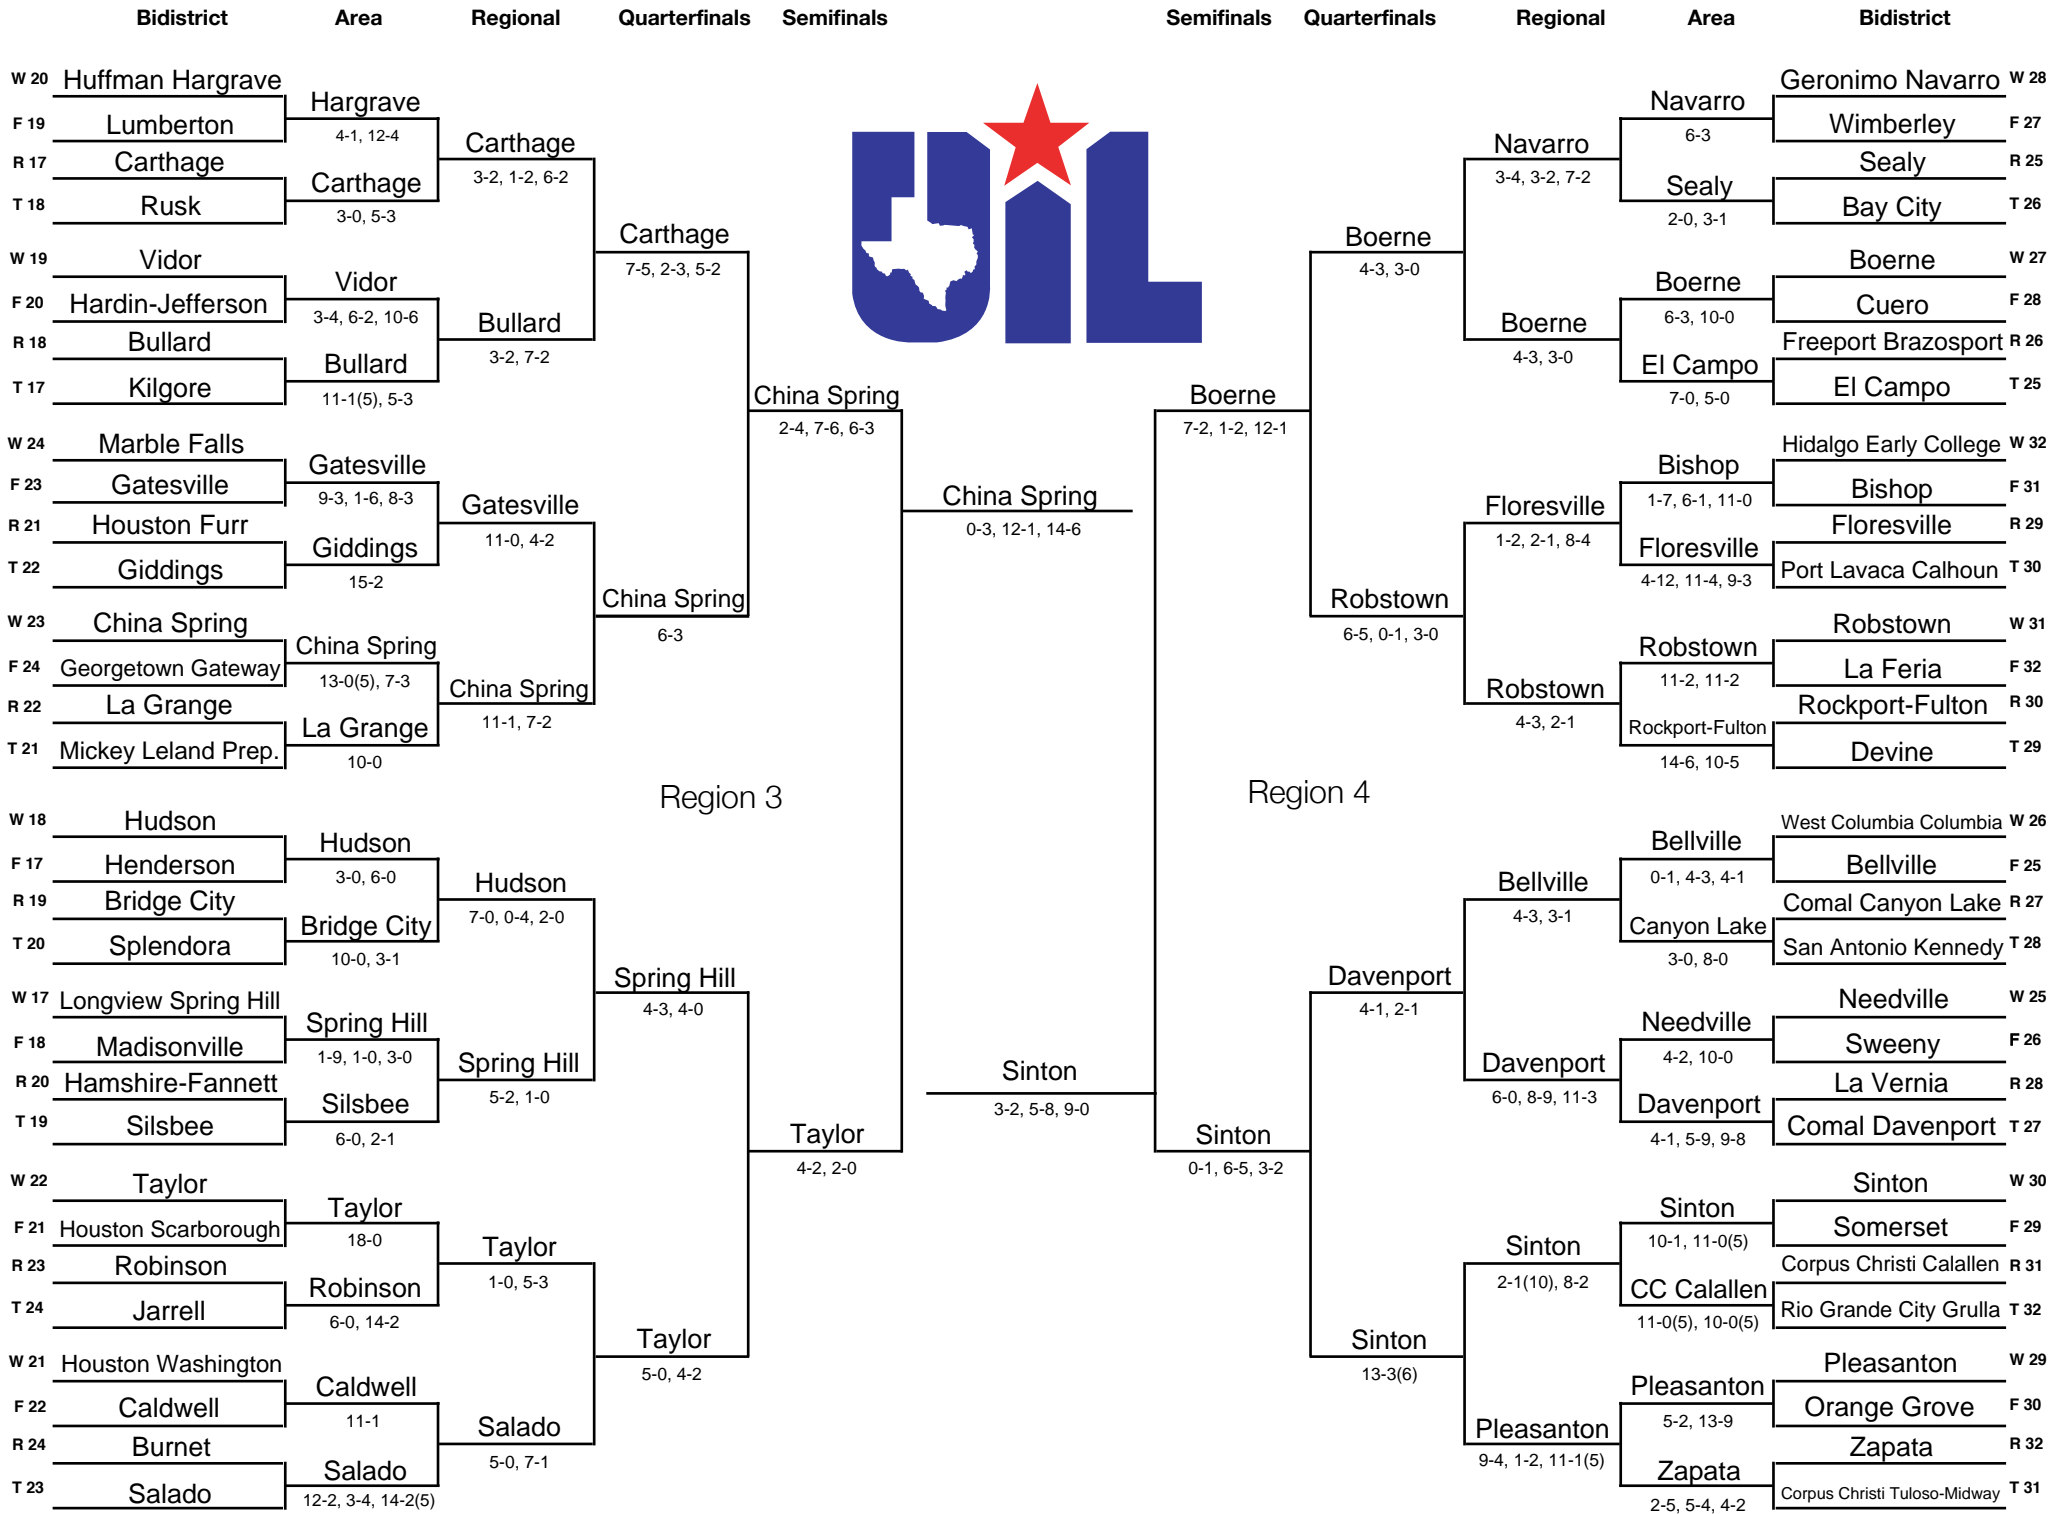 Bidistrict Area Regional Quarterfinals Semifinals Semifinals Quarterfinals Regional Area Bidistrict
W 20 Huffman Hargrave
Hargrave
F 19 Lumberton
4-1, 12-4
R 17 Carthage
Carthage
3-2, 1-2, 6-2
Carthage
T 18 Rusk
3-0, 5-3
Carthage
7-5, 2-3, 5-2
W 19 Vidor
Vidor
F 20 Hardin-Jefferson
3-4, 6-2, 10-6
Bullard
3-2, 7-2
R 18 Bullard
Bullard
T 17 Kilgore
11-1(5), 5-3
China Spring
2-4, 7-6, 6-3
W 24 Marble Falls
Gatesville
F 23 Gatesville
9-3, 1-6, 8-3
Gatesville
11-0, 4-2
R 21 Houston Furr
Giddings
T 22 Giddings
15-2
China Spring
6-3
W 23 China Spring
China Spring
F 24 Georgetown Gateway
13-0(5), 7-3
China Spring
11-1, 7-2
R 22 La Grange
La Grange
T 21 Mickey Leland Prep.
10-0
China Spring
0-3, 12-1, 14-6
Region 3
W 18 Hudson
Hudson
F 17 Henderson
3-0, 6-0
Hudson
7-0, 0-4, 2-0
R 19 Bridge City
Bridge City
T 20 Splendora
10-0, 3-1
Spring Hill
4-3, 4-0
W 17 Longview Spring Hill
Spring Hill
F 18 Madisonville
1-9, 1-0, 3-0
Spring Hill
5-2, 1-0
R 20 Hamshire-Fannett
Silsbee
T 19 Silsbee
6-0, 2-1
Taylor
4-2, 2-0
W 22 Taylor
Taylor
F 21 Houston Scarborough
18-0
Taylor
1-0, 5-3
R 23 Robinson
Robinson
T 24 Jarrell
6-0, 14-2
Taylor
5-0, 4-2
W 21 Houston Washington
Caldwell
F 22 Caldwell
11-1
Salado
5-0, 7-1
R 24 Burnet
Salado
T 23 Salado
12-2, 3-4, 14-2(5)
UIL
Geronimo Navarro W 28
Navarro
Wimberley F 27
6-3
Navarro
3-4, 3-2, 7-2
Sealy R 25
Sealy
Bay City T 26
2-0, 3-1
Boerne
4-3, 3-0
Boerne W 27
Boerne
Cuero F 28
6-3, 10-0
Boerne
4-3, 3-0
Freeport Brazosport R 26
El Campo
El Campo T 25
7-0, 5-0
Boerne
7-2, 1-2, 12-1
Hidalgo Early College W 32
Bishop
Bishop F 31
1-7, 6-1, 11-0
Floresville
1-2, 2-1, 8-4
Floresville R 29
Floresville
Port Lavaca Calhoun T 30
4-12, 11-4, 9-3
Robstown
6-5, 0-1, 3-0
Robstown W 31
Robstown
La Feria F 32
11-2, 11-2
Robstown
4-3, 2-1
Rockport-Fulton R 30
Rockport-Fulton
Devine T 29
14-6, 10-5
Region 4
Sinton
3-2, 5-8, 9-0
West Columbia Columbia W 26
Bellville
Bellville F 25
0-1, 4-3, 4-1
Bellville
4-3, 3-1
Comal Canyon Lake R 27
Canyon Lake
San Antonio Kennedy T 28
3-0, 8-0
Davenport
4-1, 2-1
Needville W 25
Needville
Sweeny F 26
4-2, 10-0
Davenport
6-0, 8-9, 11-3
La Vernia R 28
Davenport
Comal Davenport T 27
4-1, 5-9, 9-8
Sinton
0-1, 6-5, 3-2
Sinton W 30
Sinton
Somerset F 29
10-1, 11-0(5)
Sinton
2-1(10), 8-2
Corpus Christi Calallen R 31
CC Calallen
Rio Grande City Grulla T 32
11-0(5), 10-0(5)
Sinton
13-3(6)
Pleasanton W 29
Pleasanton
Orange Grove F 30
5-2, 13-9
Pleasanton
9-4, 1-2, 11-1(5)
Zapata R 32
Zapata
Corpus Christi Tuloso-Midway T 31
2-5, 5-4, 4-2